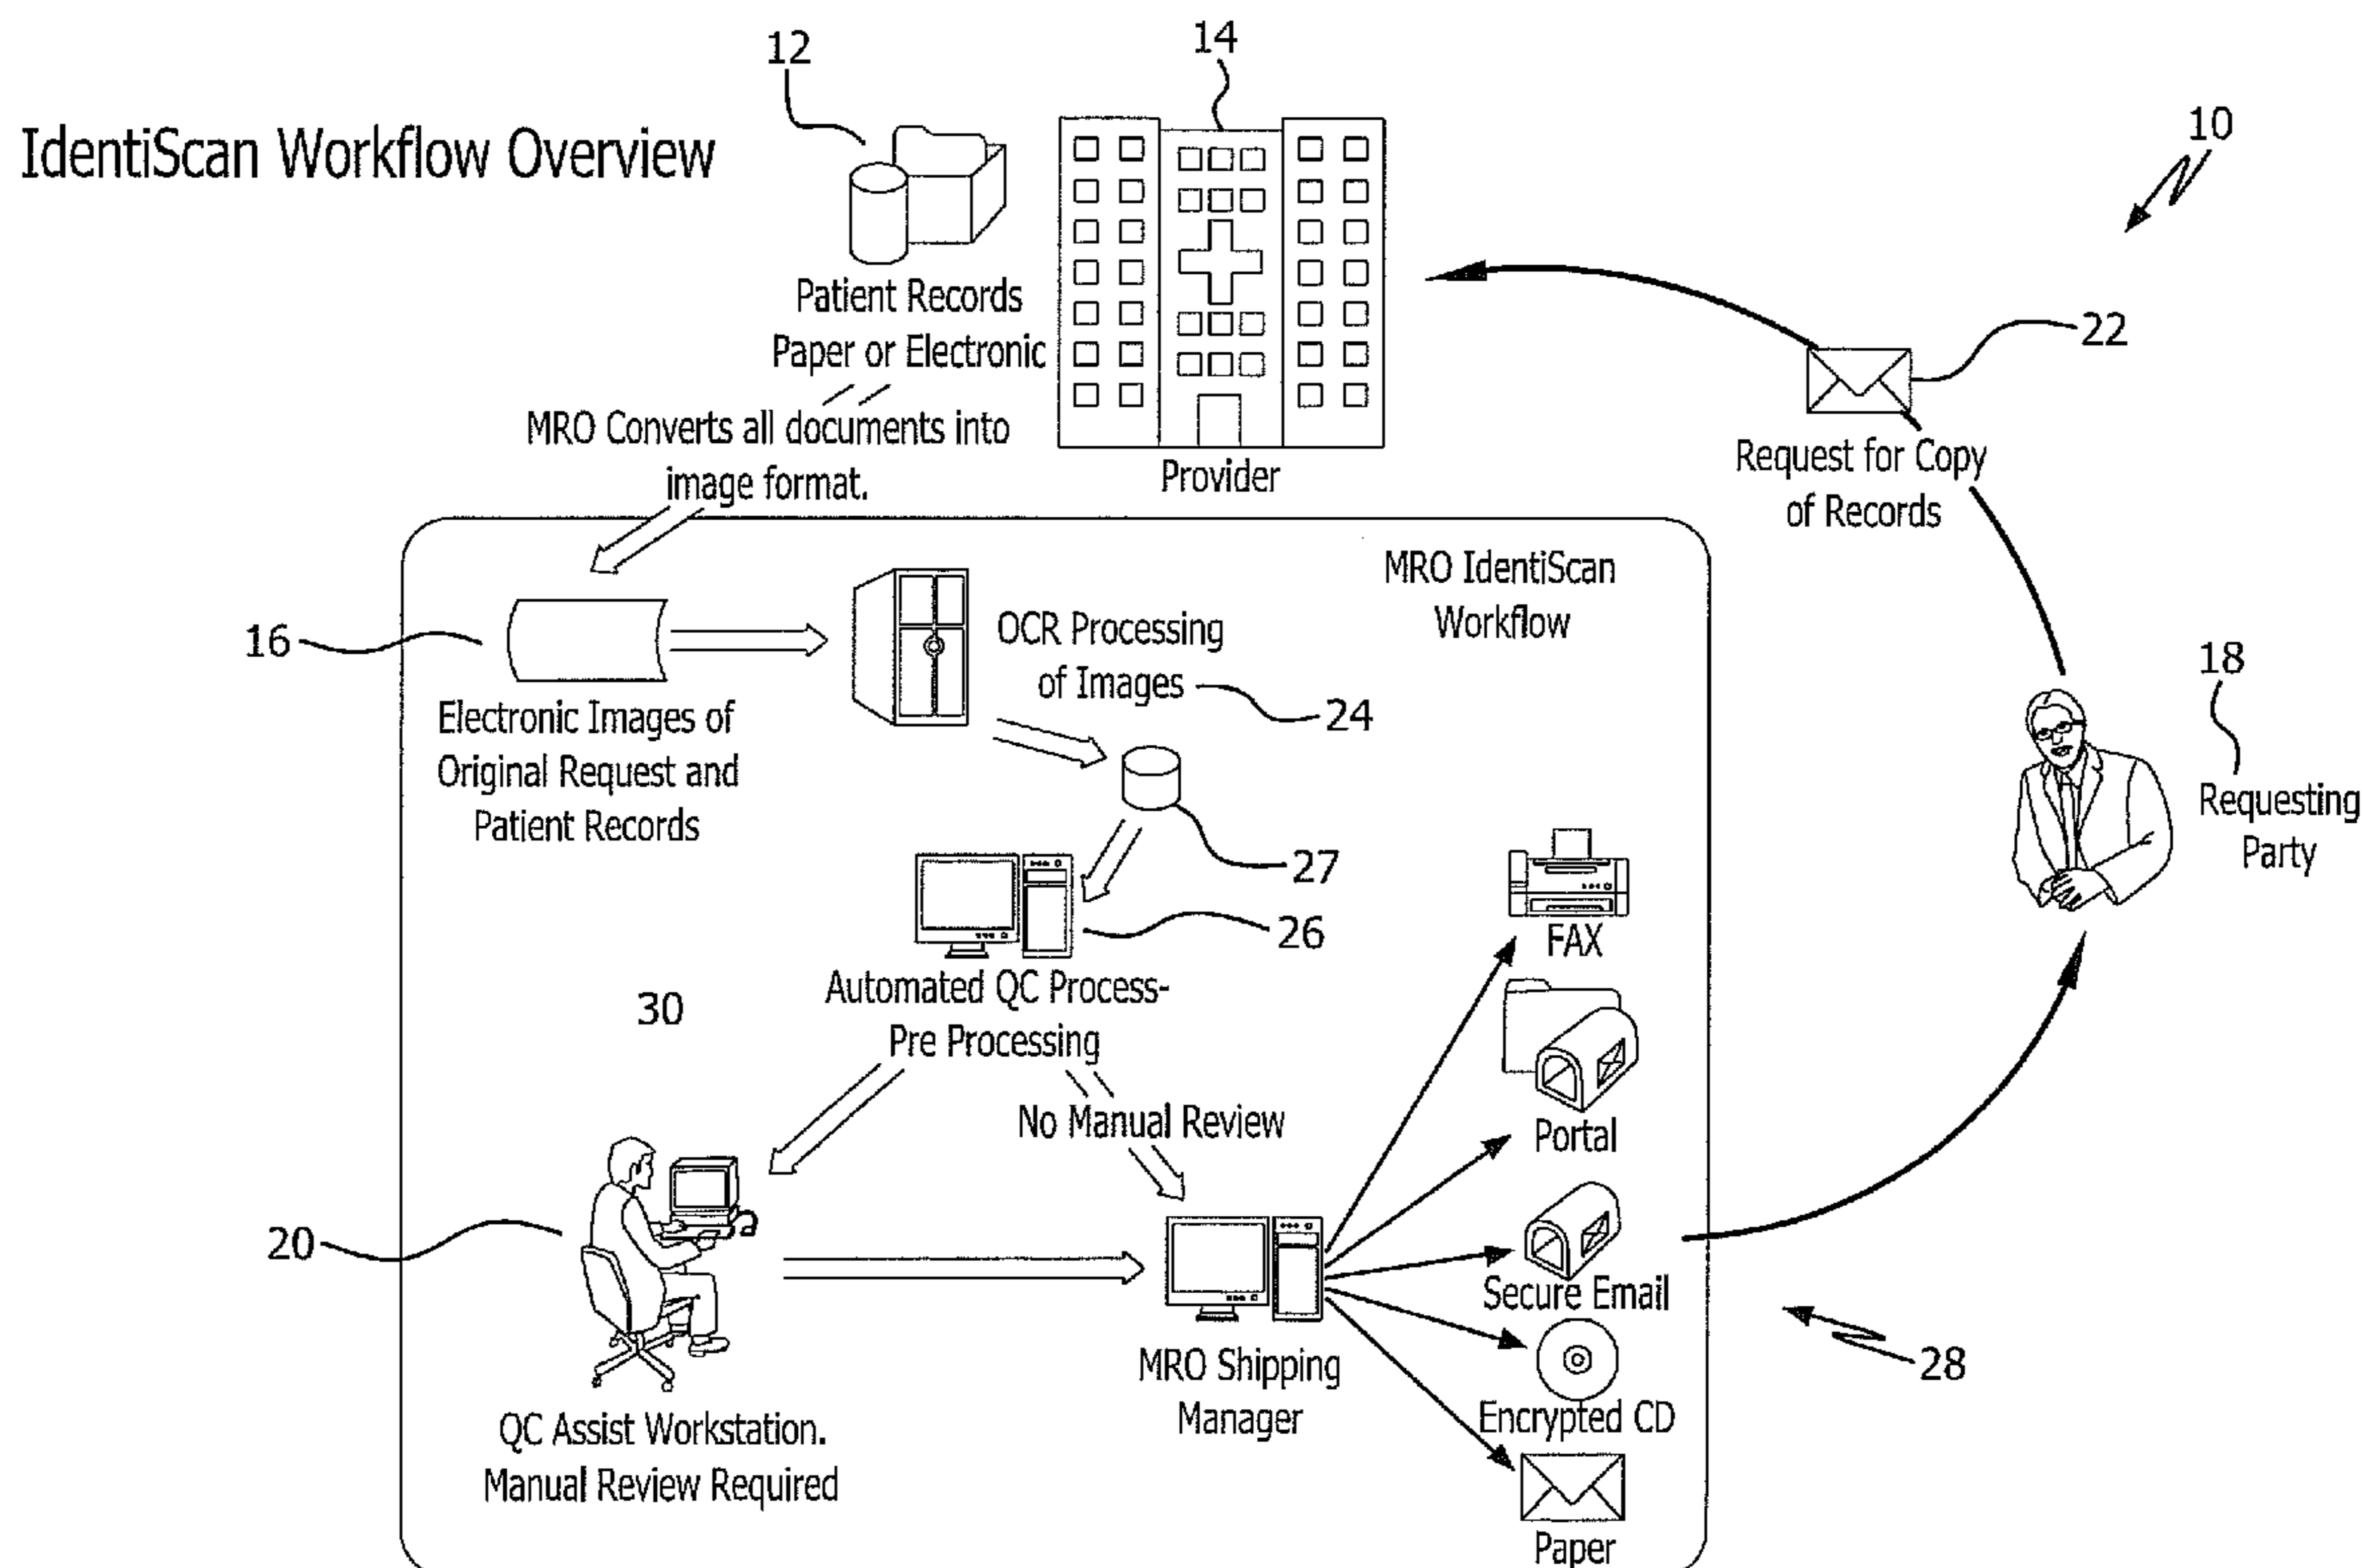 12
14
10
IdentiScan Workflow Overview
Patient Records
Paper or Electronic
22
MRO Converts all documents into
image format.
Provider
Request for Copy
of Records
MRO IdentiScan
Workflow
16
OCR Processing
of Images
24
18
Electronic Images of
Original Request and
Patient Records
Requesting
Party
27
26
FAX
Automated QC Process-
Pre Processing
30
No Manual Review
Portal
20
Secure Email
MRO Shipping
Manager
28
Encrypted CD
QC Assist Workstation.
Manual Review Required
Paper